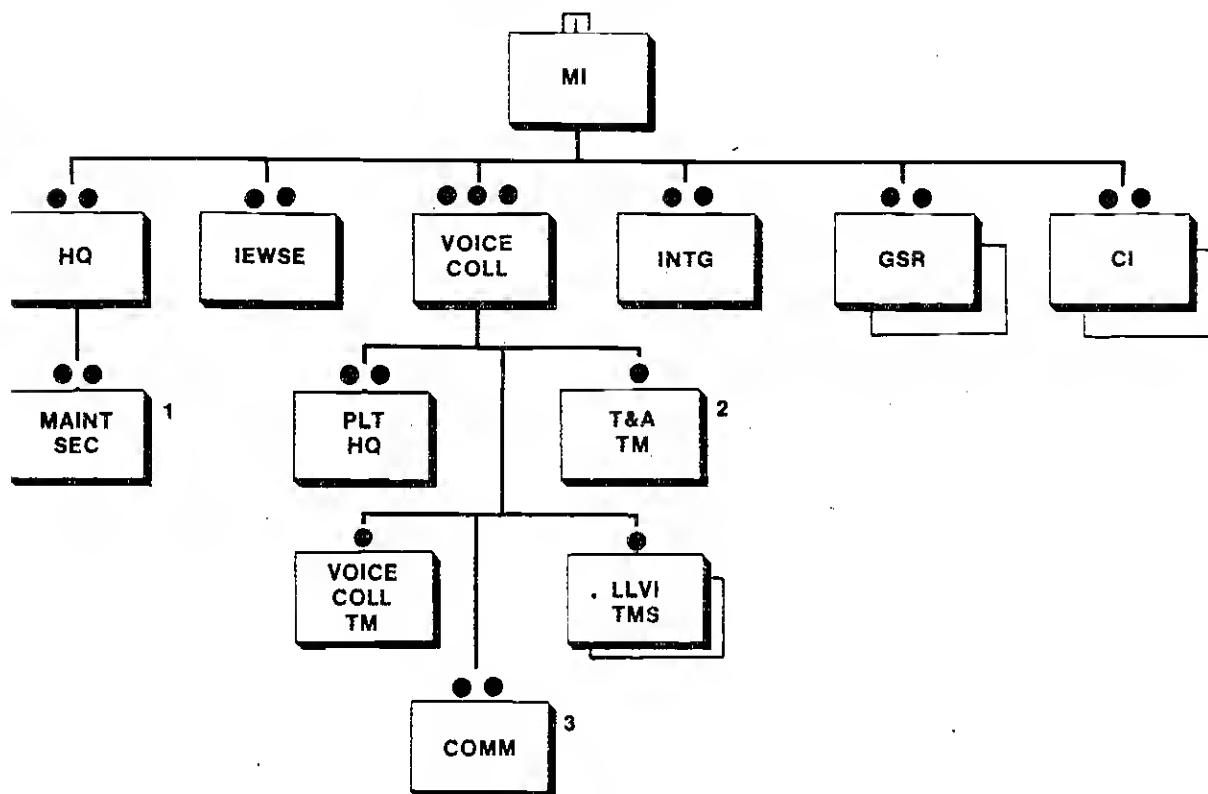 MI
HQ
IEWSE
VOICE
COLL
INTG
GSR
CI
MAINT
SEC
1
PLT
HQ
T&A
TM
2
VOICE
COLL
TM
LLVI
TMS
COMM
3